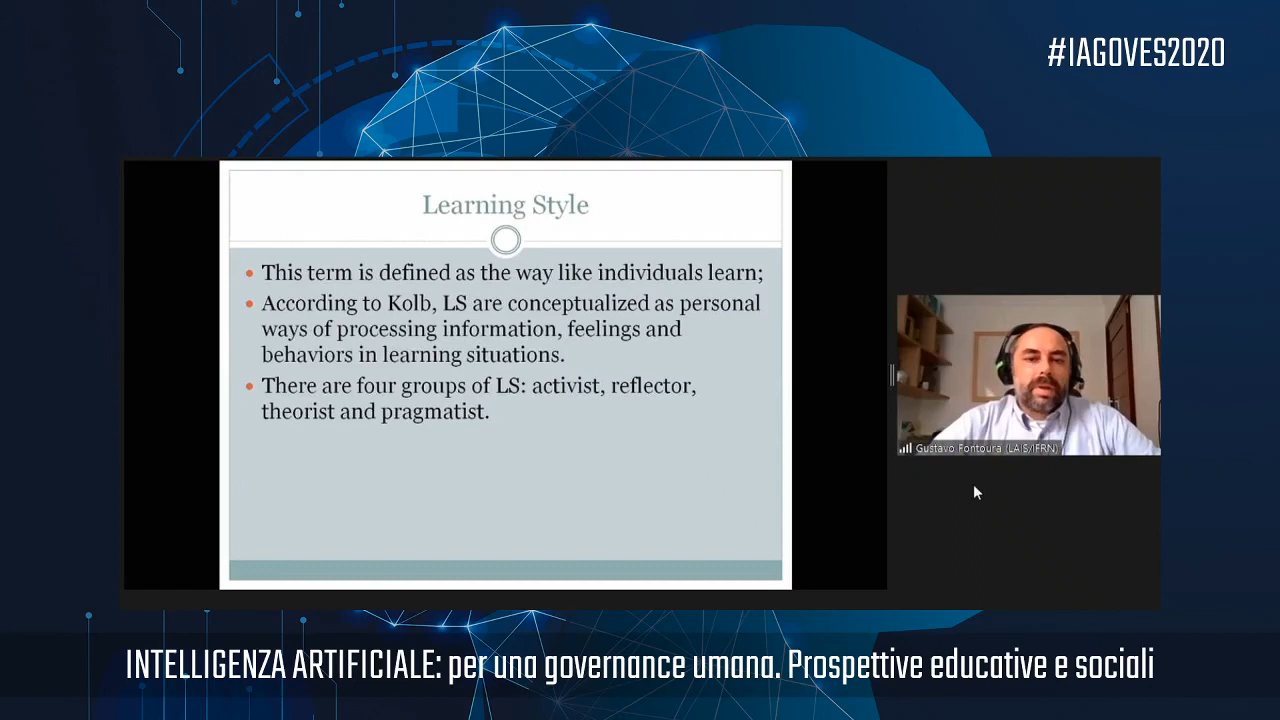 #IAGOVES2020
Learning Style
This term is defined as the way like individuals learn;
According to Kolb, LS are conceptualized as personal
ways of processing information, feelings and
behaviors in learning situations.
There are four groups of LS: activist, reflector,
theorist and pragmatist.
Gustavo Fontoura (LAIS/IFRN)
INTELLIGENZA ARTIFICIALE: per una governance umana. Prospettive educative e sociali